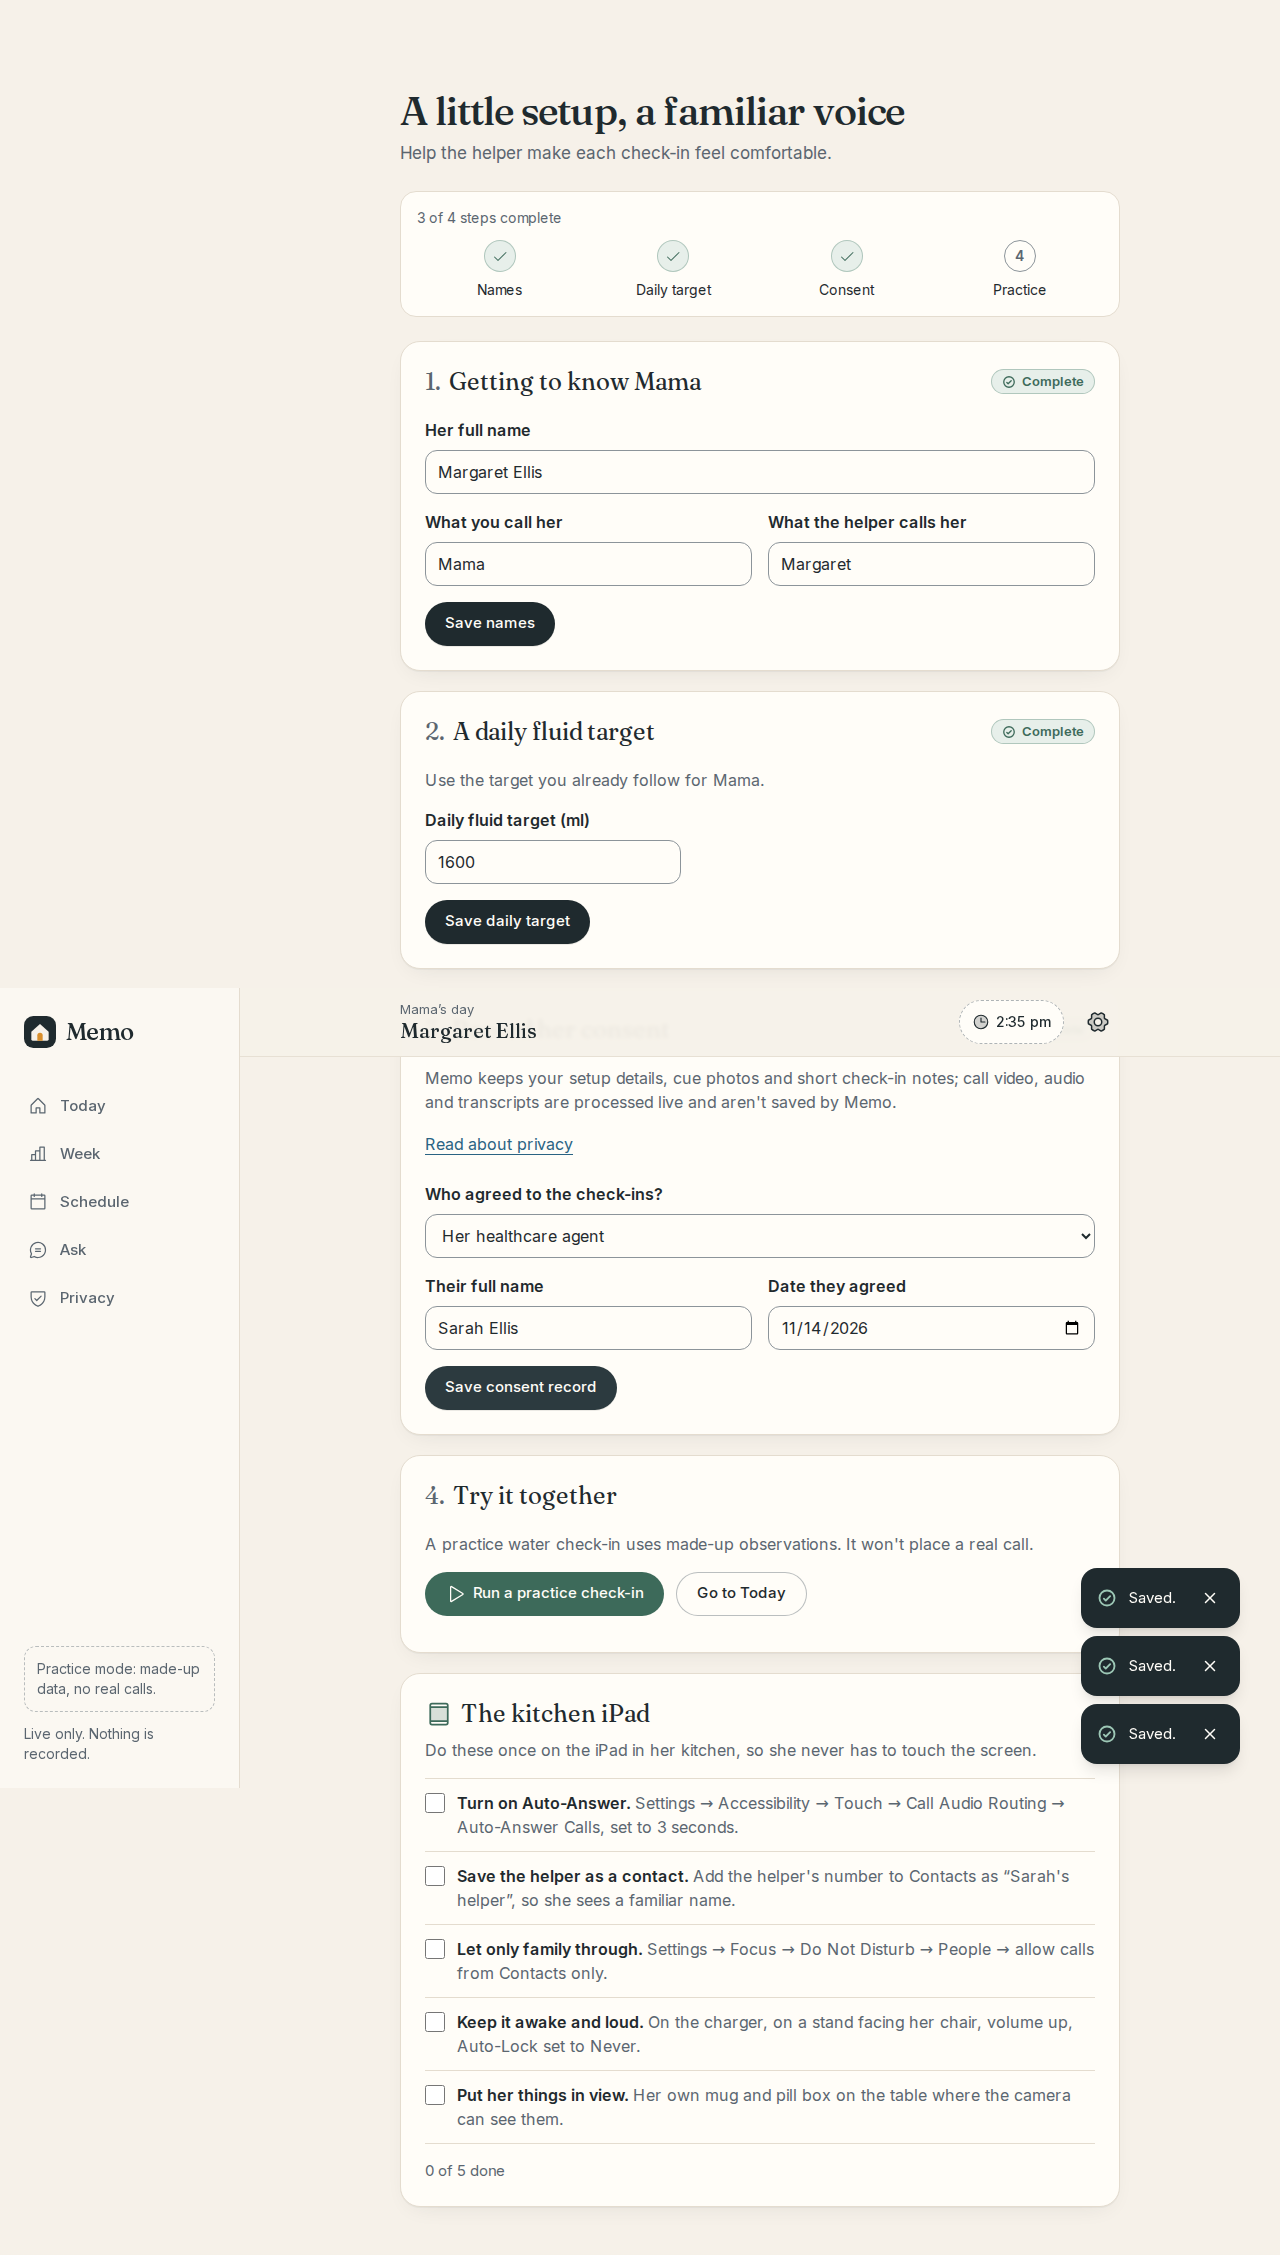 A little setup, a familiar voice
Help the helper make each check-in feel comfortable.
3 of 4 steps complete
4
Names
Daily target
Consent
Practice
1. Getting to know Mama
Complete
Her full name
Margaret Ellis
What you call her
What the helper calls her
Mama
Margaret
Save names
2. A daily fluid target
Complete
Use the target you already follow for Mama.
Daily fluid target (ml)
1600
Save daily target
Memo
Today
Week
Schedule
Ask
Privacy
Practice mode: made-up
data, no real calls.
Live only. Nothing is
recorded.
Mama’s day
Margaret Ellis
her consent
2:35 pm
Memo keeps your setup details, cue photos and short check-in notes; call video, audio
and transcripts are processed live and aren't saved by Memo.
Read about privacy
Who agreed to the check-ins?
Her healthcare agent
Their full name
Date they agreed
Sarah Ellis
11/14/2026
Save consent record
4. Try it together
A practice water check-in uses made-up observations. It won't place a real call.
Run a practice check-in
Go to Today
Saved.
Saved.
Saved.
The kitchen iPad
Do these once on the iPad in her kitchen, so she never has to touch the screen.
Turn on Auto-Answer. Settings → Accessibility → Touch → Call Audio Routing →
Auto-Answer Calls, set to 3 seconds.
Save the helper as a contact. Add the helper's number to Contacts as “Sarah's
helper”, so she sees a familiar name.
Let only family through. Settings → Focus → Do Not Disturb → People → allow calls
from Contacts only.
Keep it awake and loud. On the charger, on a stand facing her chair, volume up,
Auto-Lock set to Never.
Put her things in view. Her own mug and pill box on the table where the camera
can see them.
0 of 5 done